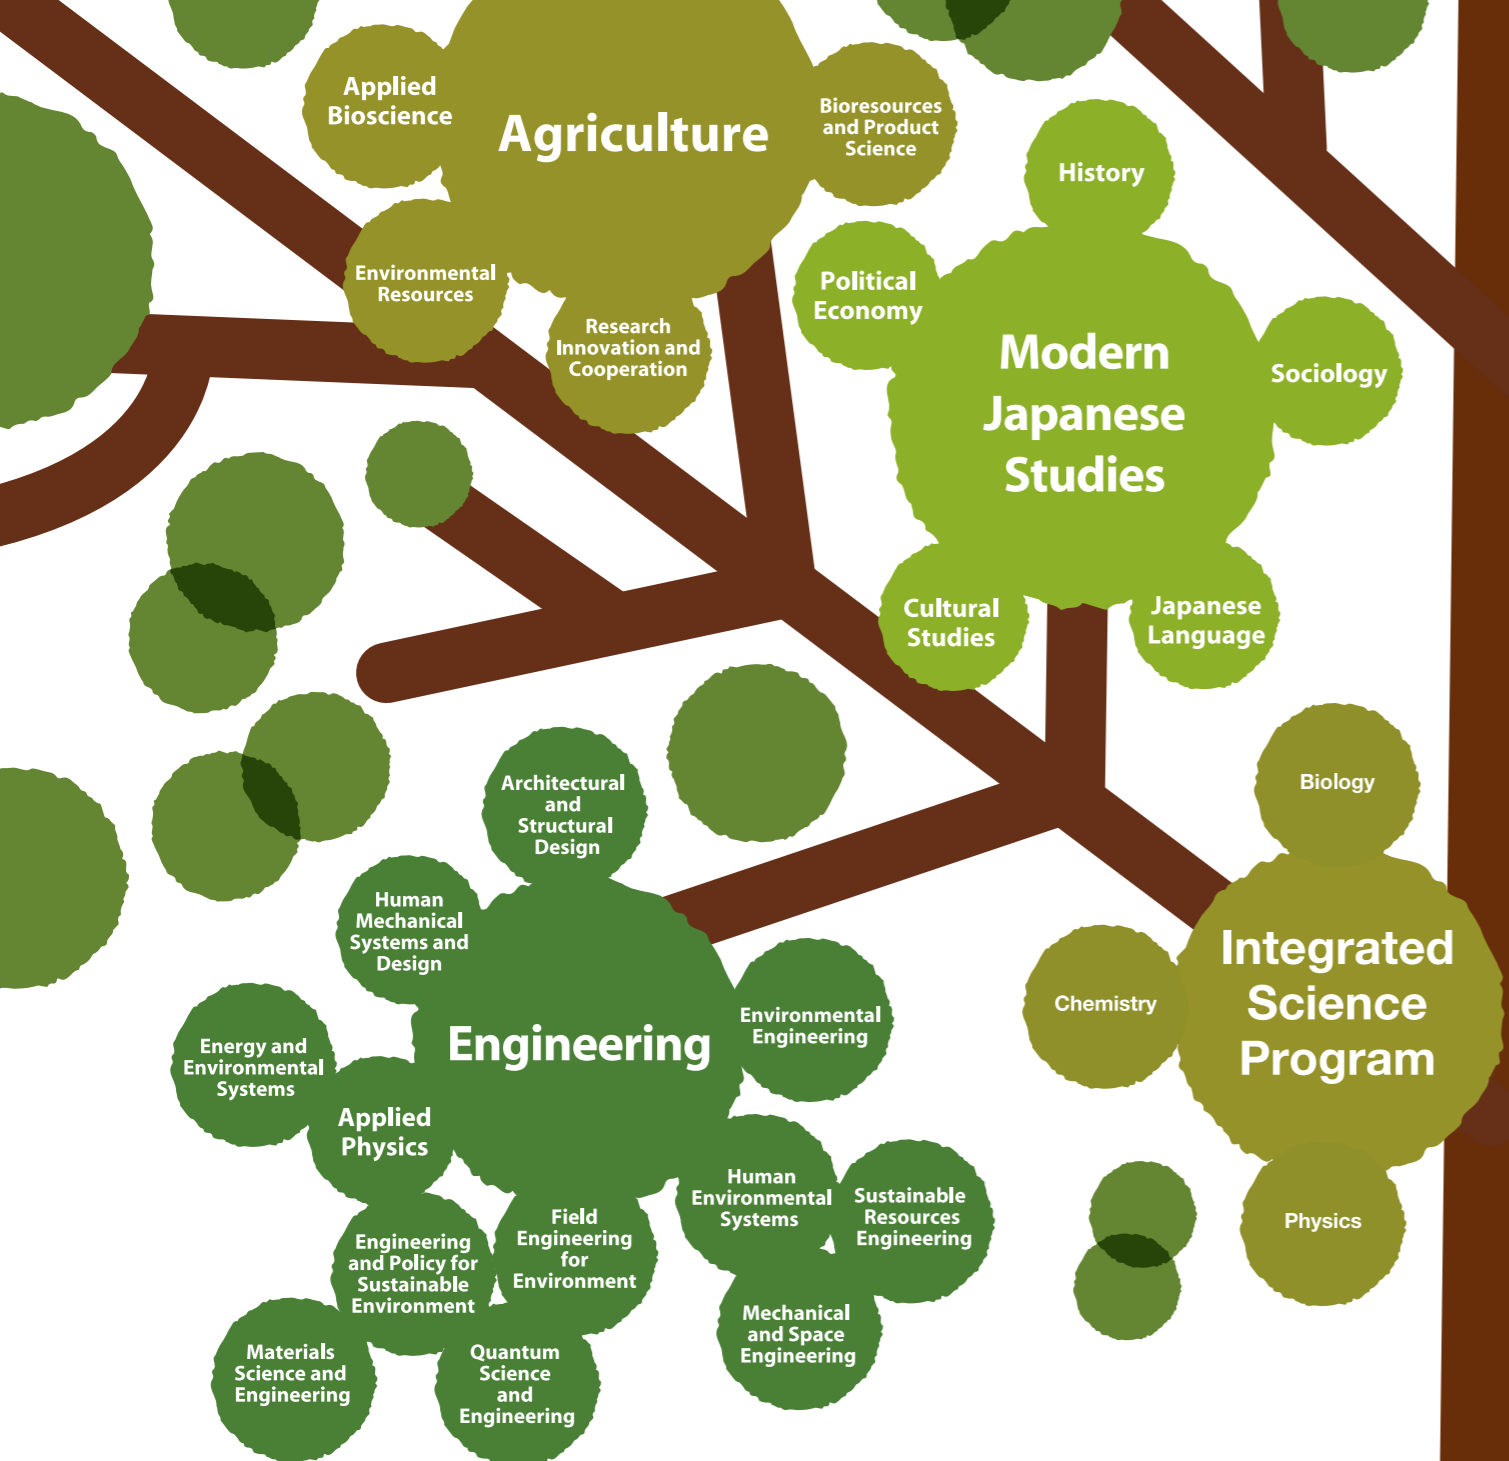 Applied
Bioscience
Agriculture
Bioresources
and Product
Science
Environmental
Resources
Research
Innovation and
Cooperation
History
Political
Economy
Modern
Japanese
Studies
Sociology
Cultural
Studies
Japanese
Language
Architectural
and
Structural
Design
Human
Mechanical
Systems and
Design
Engineering
Environmental
Engineering
Energy and
Environmental
Systems
Applied
Physics
Human
Environmental
Systems
Sustainable
Resources
Engineering
Field
Engineering
for
Environment
Engineering
and Policy for
Sustainable
Environment
Mechanical
and Space
Engineering
Materials
Science and
Engineering
Quantum
Science
and
Engineering
Biology
Chemistry
Integrated
Science
Program
Physics